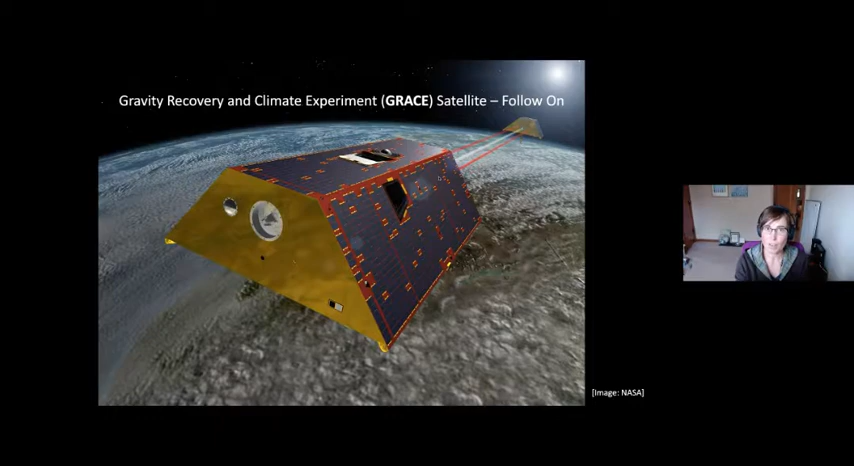 Gravity Recovery and Climate Experiment (GRACE) Satellite – Follow On
[Image: NASA]